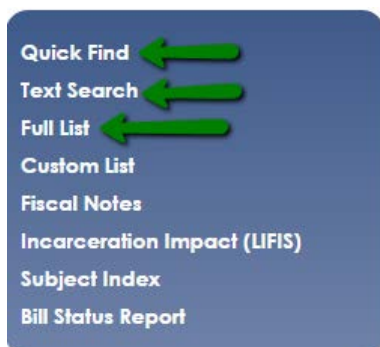 Quick Find
Text Search
Full List
Custom List
Fiscal Notes
Incarceration Impact (LIFIS)
Subject Index
Bill Status Report